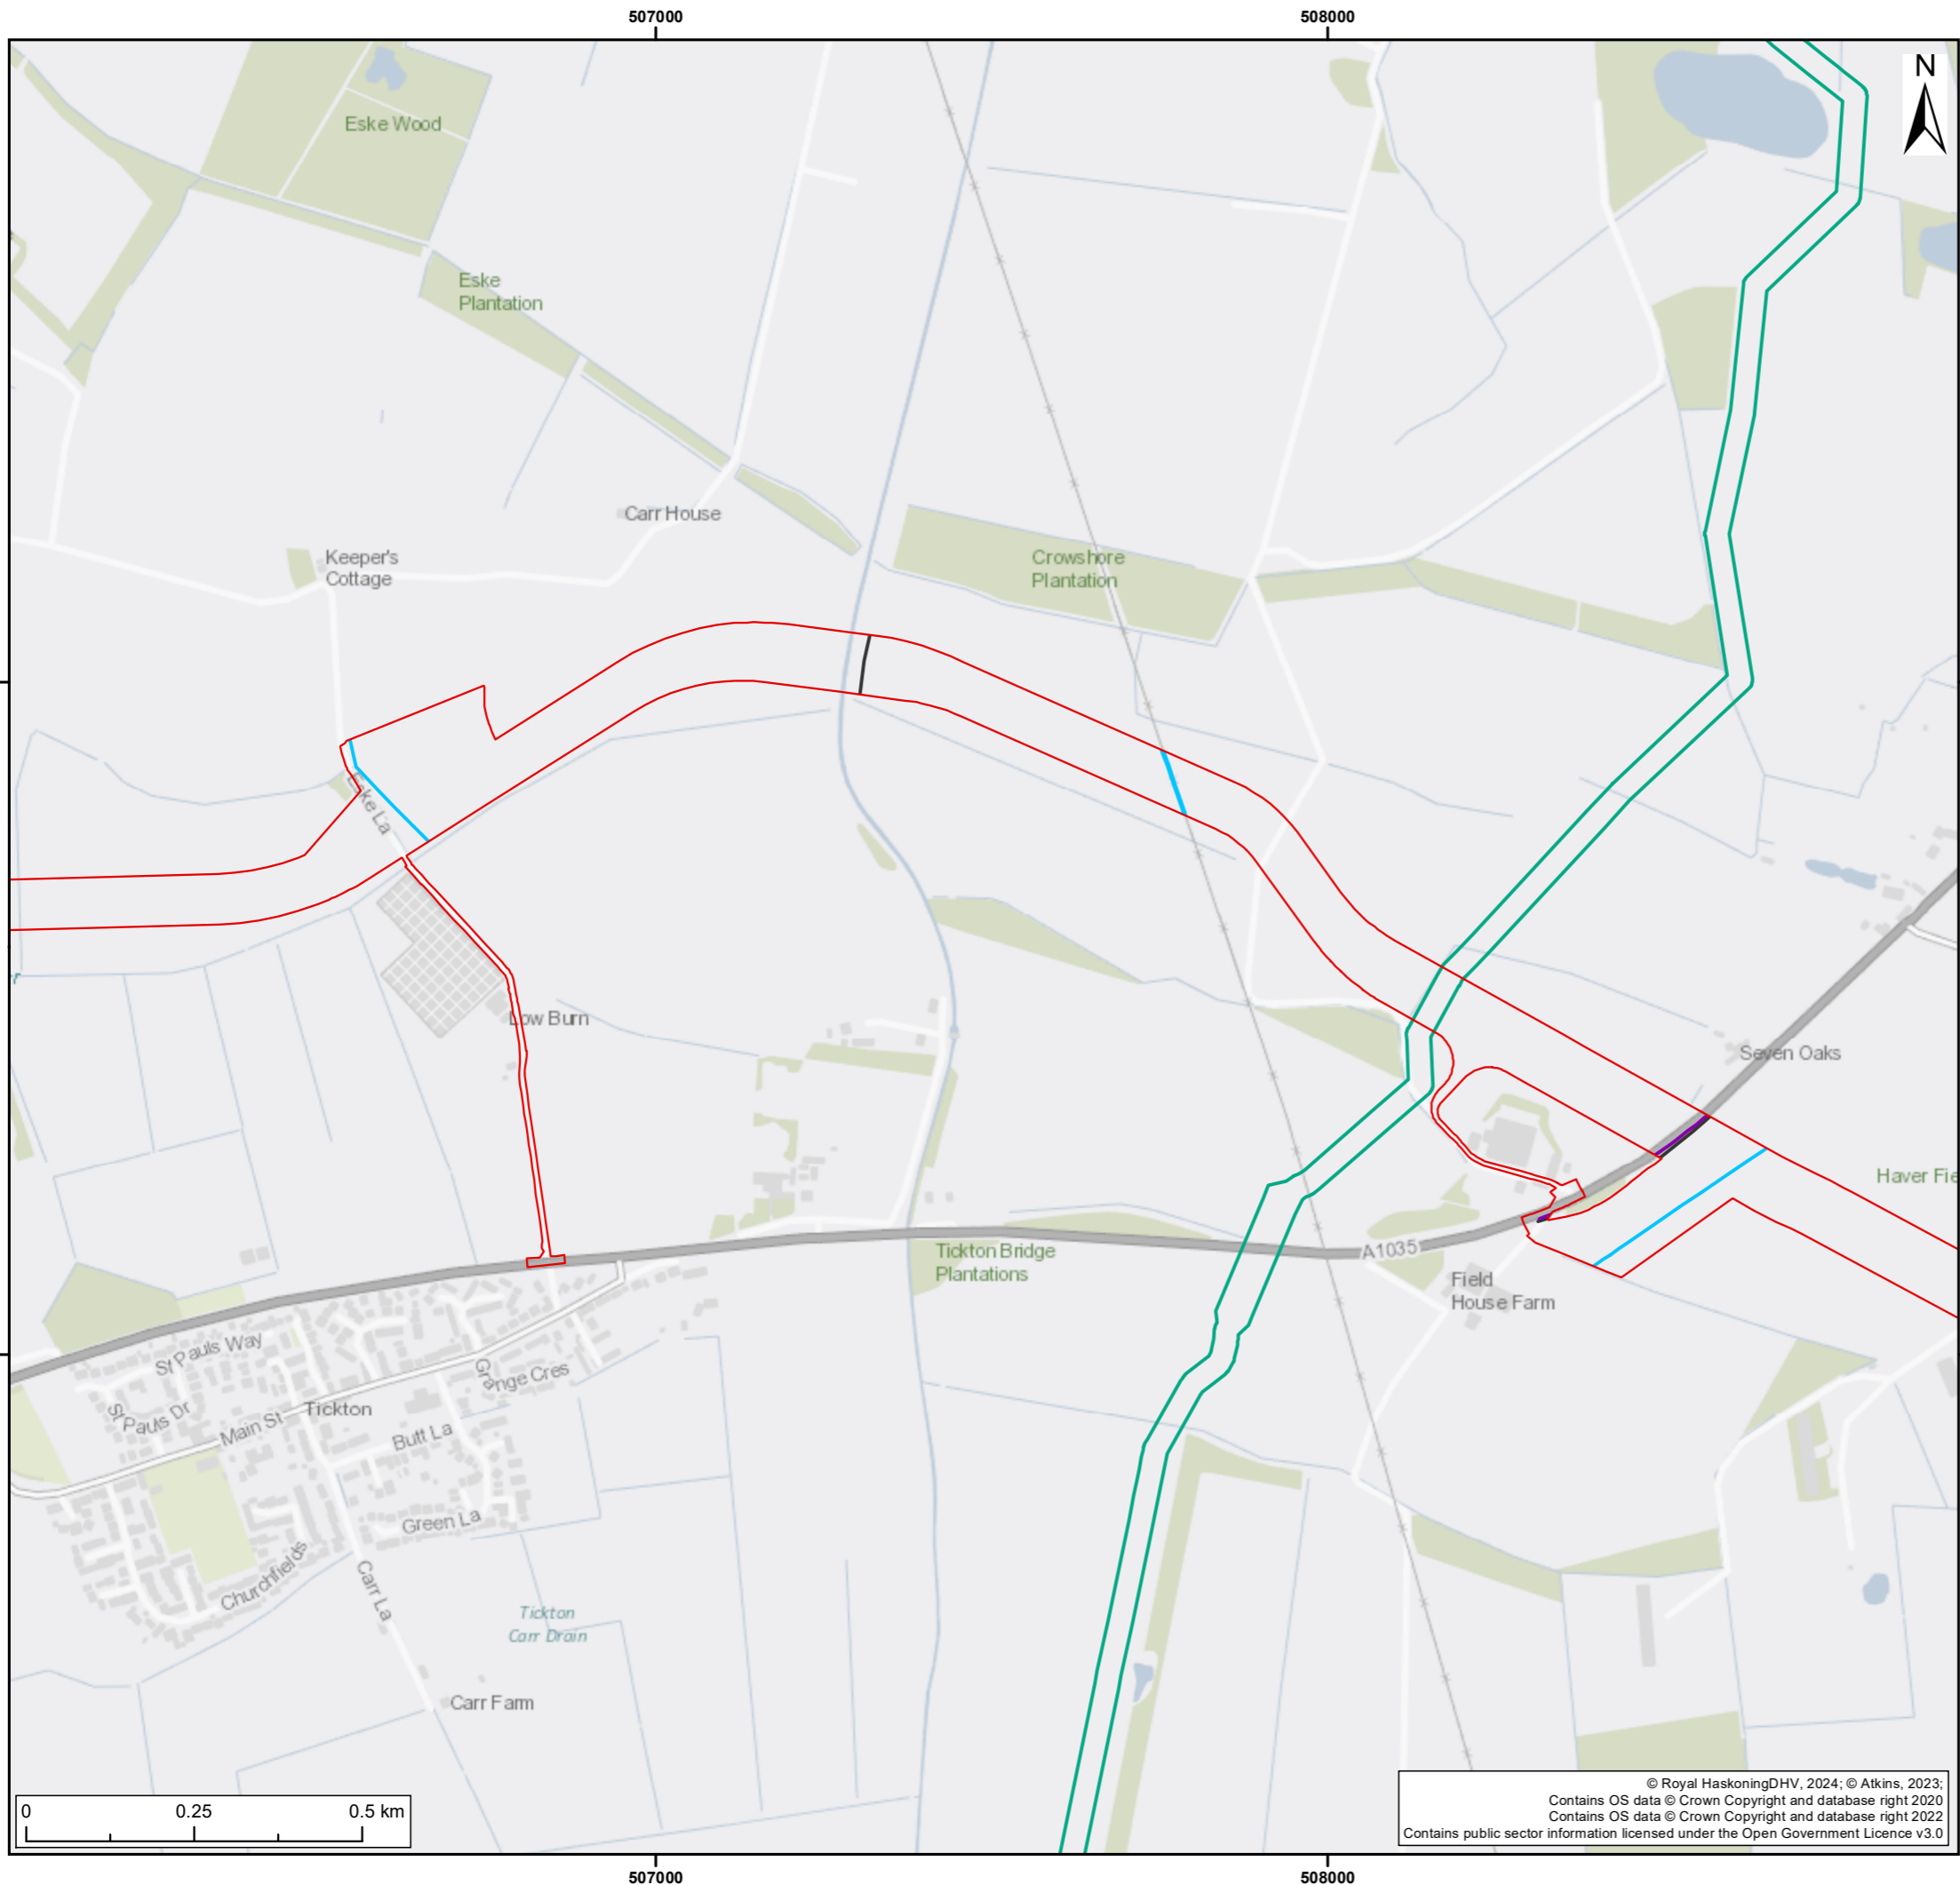 507000
508000
N
Eske Wood
Eske
Plantation
Carr House
Keeper's
Cottage
Crowshore
Plantation
Eske La
Low Burn
Seven Oaks
Haver Fie
A1035
Tickton Bridge
Plantations
Field
House Farm
St Pauls Way
Grange Cres
St Pauls Dr
Main St
Tickton
Butt La
Green La
Churchfields
Carr La
Tickton
Carr Drain
Carr Farm
0
0.25
0.5 km
© Royal HaskoningDHV, 2024; © Atkins, 2023;
Contains OS data © Crown Copyright and database right 2020
Contains OS data © Crown Copyright and database right 2022
Contains public sector information licensed under the Open Government Licence v3.0
507000
508000